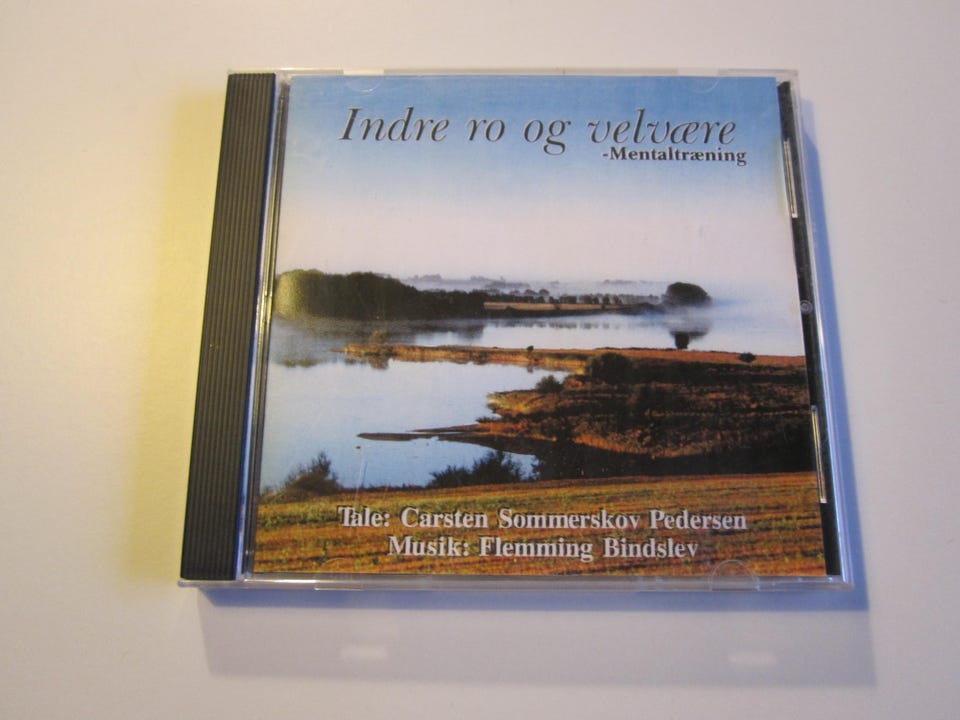 Indre ro og velvære
-Mentaltræning
Tale: Carsten Sommerskov Pedersen
Musik: Flemming Bindslev